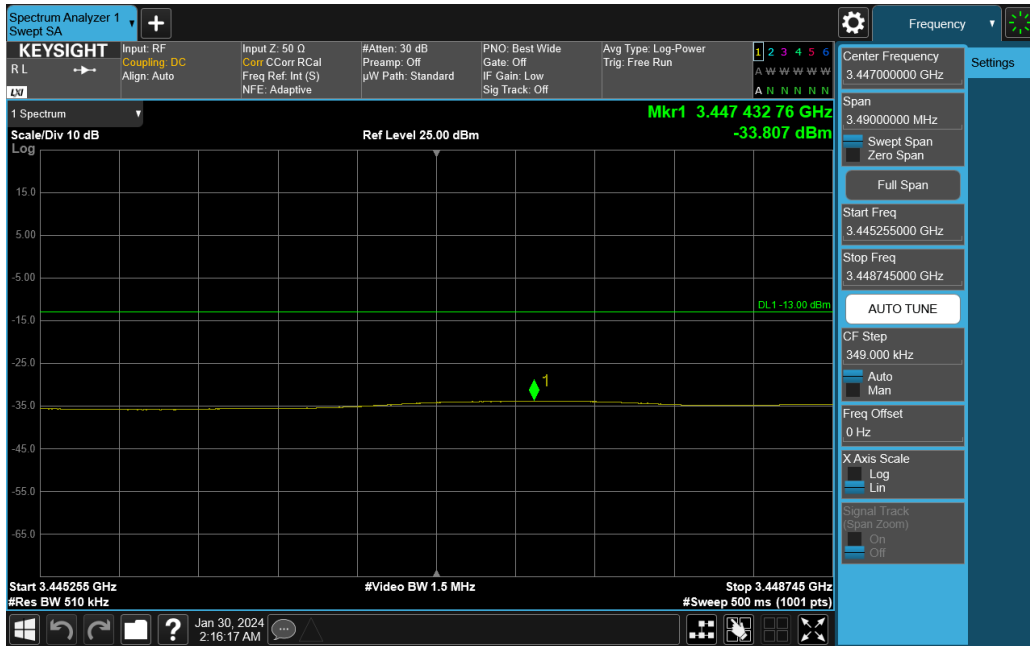 Spectrum Analyzer 1
Swept SA
Frequency
KEYSIGHT
R L
LXI
Input: RF
Coupling: DC
Align: Auto
Input Z: 50 Ω
Corr CCorr RCal
Freq Ref: Int (S)
NFE: Adaptive
#Atten: 30 dB
Preamp: Off
µW Path: Standard
PNO: Best Wide
Gate: Off
IF Gain: Low
Sig Track: Off
Avg Type: Log-Power
Trig: Free Run
1 2 3 4 5 6
A W W W W W
A N N N N N
1 Spectrum
Scale/Div 10 dB
Log
Ref Level 25.00 dBm
Mkr1 3.447 432 76 GHz
-33.807 dBm
15.0
5.00
-5.00
-15.0
-25.0
-35.0
-45.0
-55.0
-65.0
DL1 -13.00 dBm
1
Start 3.445255 GHz
#Res BW 510 kHz
#Video BW 1.5 MHz
Stop 3.448745 GHz
#Sweep 500 ms (1001 pts)
?
Jan 30, 2024
2:16:17 AM
Center Frequency
3.447000000 GHz
Span
3.49000000 MHz
Swept Span
Zero Span
Full Span
Start Freq
3.445255000 GHz
Stop Freq
3.448745000 GHz
AUTO TUNE
CF Step
349.000 kHz
Auto
Man
Freq Offset
0 Hz
X Axis Scale
Log
Lin
Signal Track
(Span Zoom)
On
Off
Settings